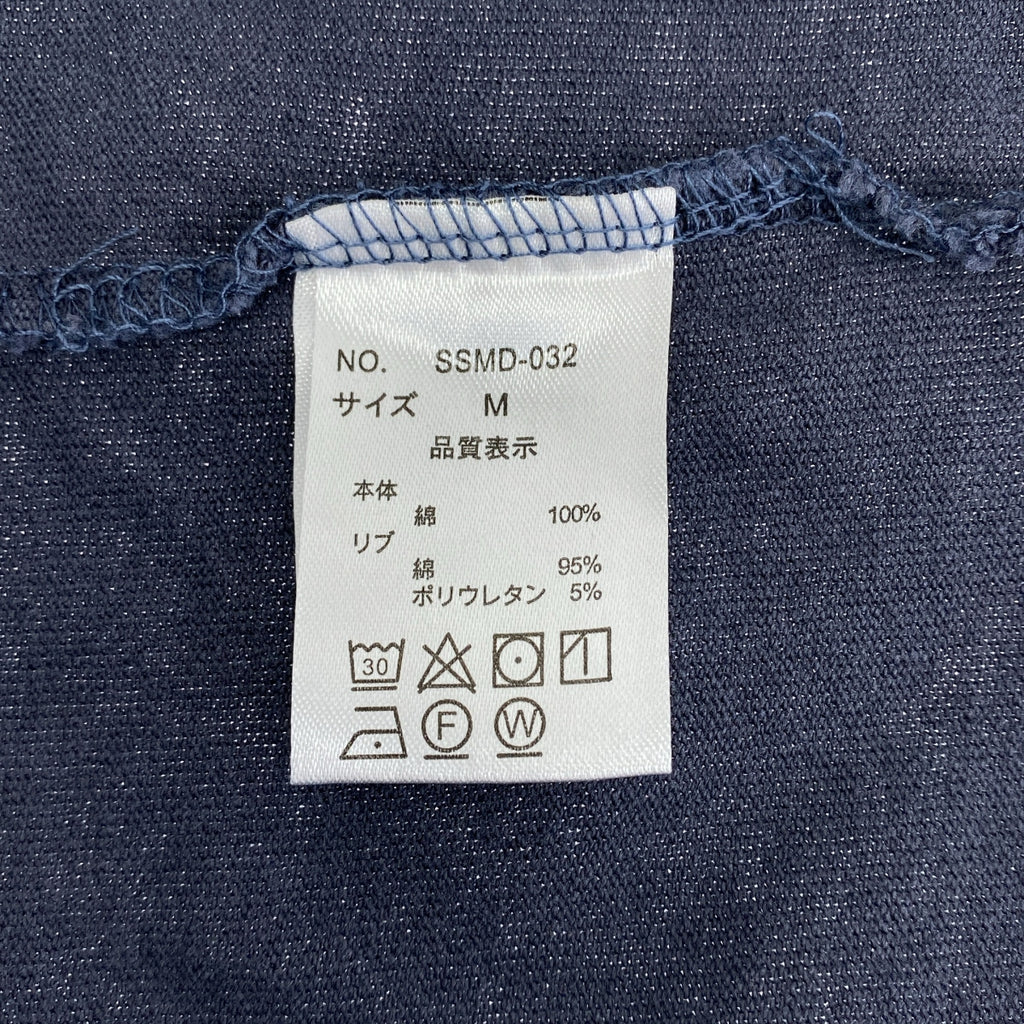 NO. SSMD-032
サイズ M
品質表示
本体
綿 100%
リブ
綿 95%
ポリウレタン 5%
30
F W